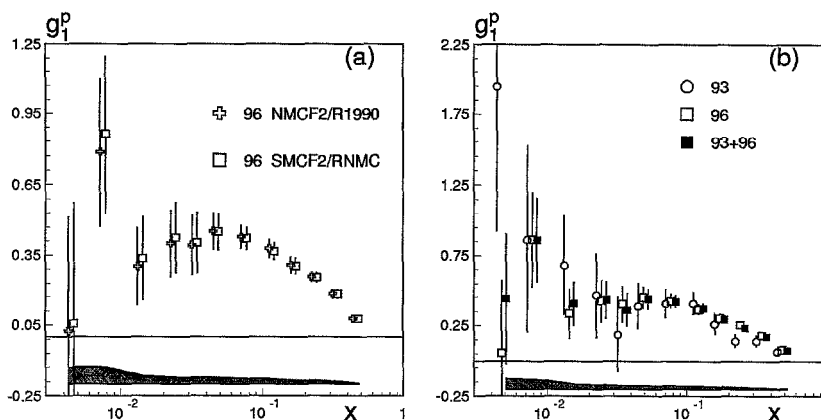 g₁ᵖ
1.25
0.95
0.65
0.35
0.05
-0.25
(a)
96 NMCF2/R1990
96 SMCF2/RNMC
10⁻²
10⁻¹
X
1
g₁ᵖ
2.25
1.75
1.25
0.75
0.25
-0.25
(b)
93
96
93+96
10⁻²
10⁻¹
X